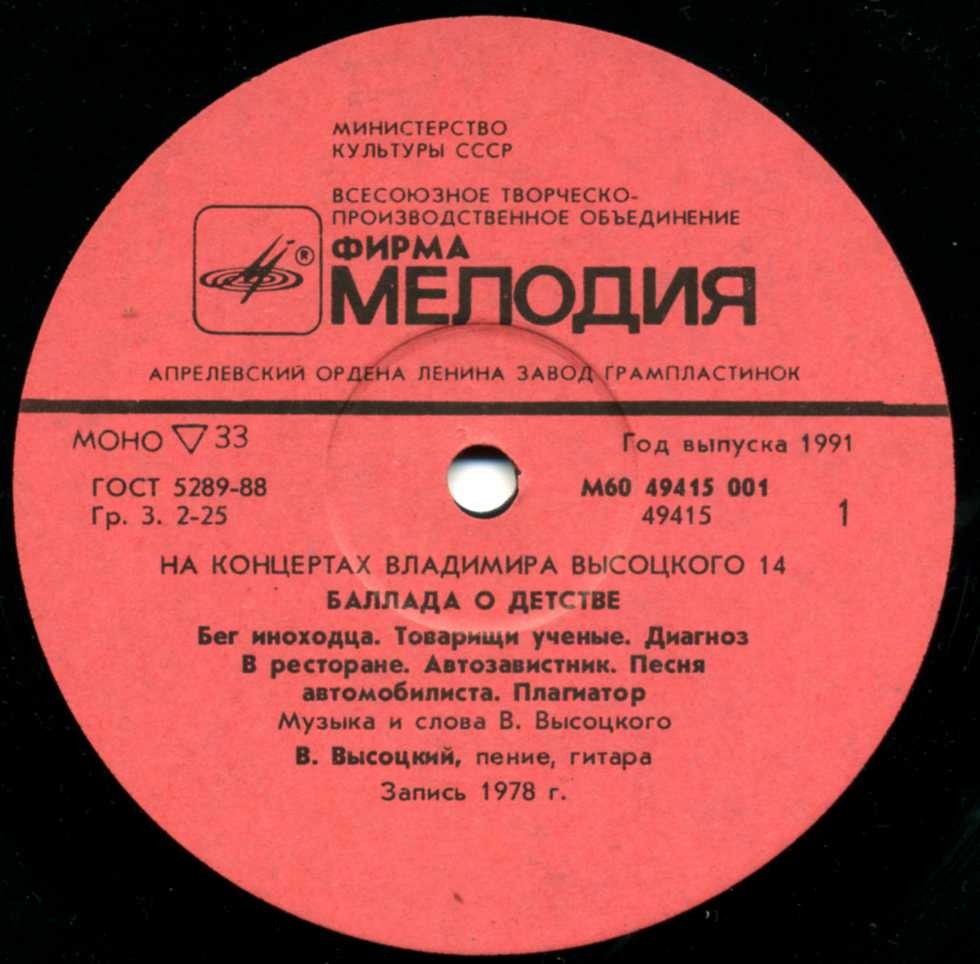 МИНИСТЕРСТВО
КУЛЬТУРЫ СССР
ВСЕСОЮЗНОЕ ТВОРЧЕСКО-
ПРОИЗВОДСТВЕННОЕ ОБЪЕДИНЕНИЕ
®
ФИРМА
МЕЛОДИЯ
АПРЕЛЕВСКИЙ ОРДЕНА ЛЕНИНА ЗАВОД ГРАМПЛАСТИНОК
МОНО ▽ 33
Год выпуска 1991
ГОСТ 5289-88
М60 49415 001
Гр. 3. 2-25
49415 1
НА КОНЦЕРТАХ ВЛАДИМИРА ВЫСОЦКОГО 14
БАЛЛАДА О ДЕТСТВЕ
Бег иноходца. Товарищи ученые. Диагноз
В ресторане. Автозавистник. Песня
автомобилиста. Плагиатор
Музыка и слова В. Высоцкого
В. Высоцкий, пение, гитара
Запись 1978 г.